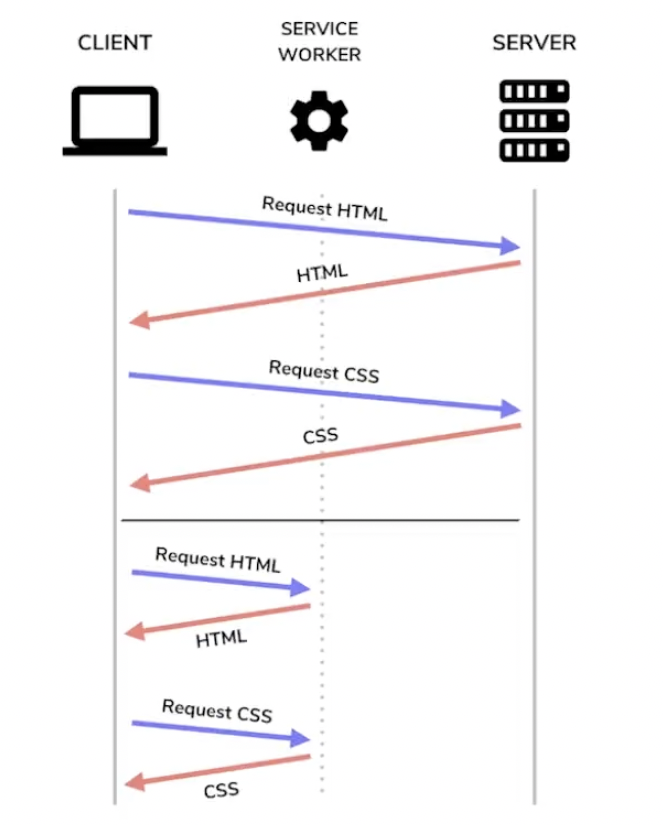 CLIENT
SERVICE
WORKER
SERVER
Request HTML
HTML
Request CSS
CSS
Request HTML
HTML
Request CSS
CSS